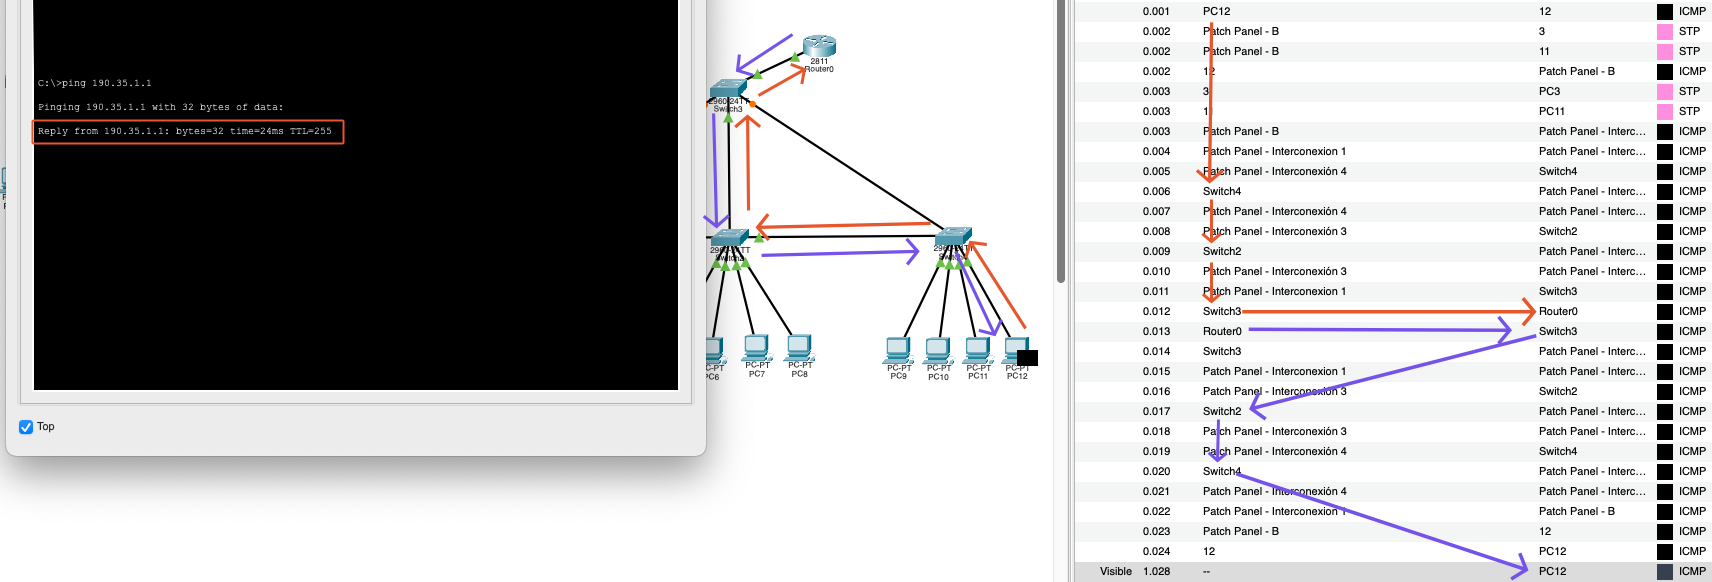 C:\>ping 190.35.1.1
Pinging 190.35.1.1 with 32 bytes of data:
Reply from 190.35.1.1: bytes=32 time=24ms TTL=255
Top
2811
Router0
2960-24TT
Switch3
PC6
PC-PT
PC7
PC-PT
PC8
PC-PT
PC9
PC-PT
PC10
PC-PT
PC11
PC-PT
PC12
0.001 PC12 12 ICMP
0.002 Patch Panel - B 3 STP
0.002 Patch Panel - B 11 STP
0.002 12 Patch Panel - B ICMP
0.003 3 PC3 STP
0.003 11 PC11 STP
0.003 Patch Panel - B Patch Panel - Interc... ICMP
0.004 Patch Panel - Interconexion 1 Patch Panel - Interc... ICMP
0.005 Patch Panel - Interconexion 4 Switch4 ICMP
0.006 Switch4 Patch Panel - Interc... ICMP
0.007 Patch Panel - Interconexión 4 Patch Panel - Interc... ICMP
0.008 Patch Panel - Interconexión 3 Switch2 ICMP
0.009 Switch2 Patch Panel - Interc... ICMP
0.010 Patch Panel - Interconexión 3 Patch Panel - Interc... ICMP
0.011 Patch Panel - Interconexion 1 Switch3 ICMP
0.012 Switch3 Router0 ICMP
0.013 Router0 Switch3 ICMP
0.014 Switch3 Patch Panel - Interc... ICMP
0.015 Patch Panel - Interconexion 1 Patch Panel - Interc... ICMP
0.016 Patch Panel - Interconexión 3 Switch2 ICMP
0.017 Switch2 Patch Panel - Interc... ICMP
0.018 Patch Panel - Interconexión 3 Patch Panel - Interc... ICMP
0.019 Patch Panel - Interconexión 4 Switch4 ICMP
0.020 Switch4 Patch Panel - Interc... ICMP
0.021 Patch Panel - Interconexión 4 Patch Panel - Interc... ICMP
0.022 Patch Panel - Interconexion 1 Patch Panel - B ICMP
0.023 Patch Panel - B 12 ICMP
0.024 12 PC12 ICMP
Visible 1.028 -- PC12 ICMP